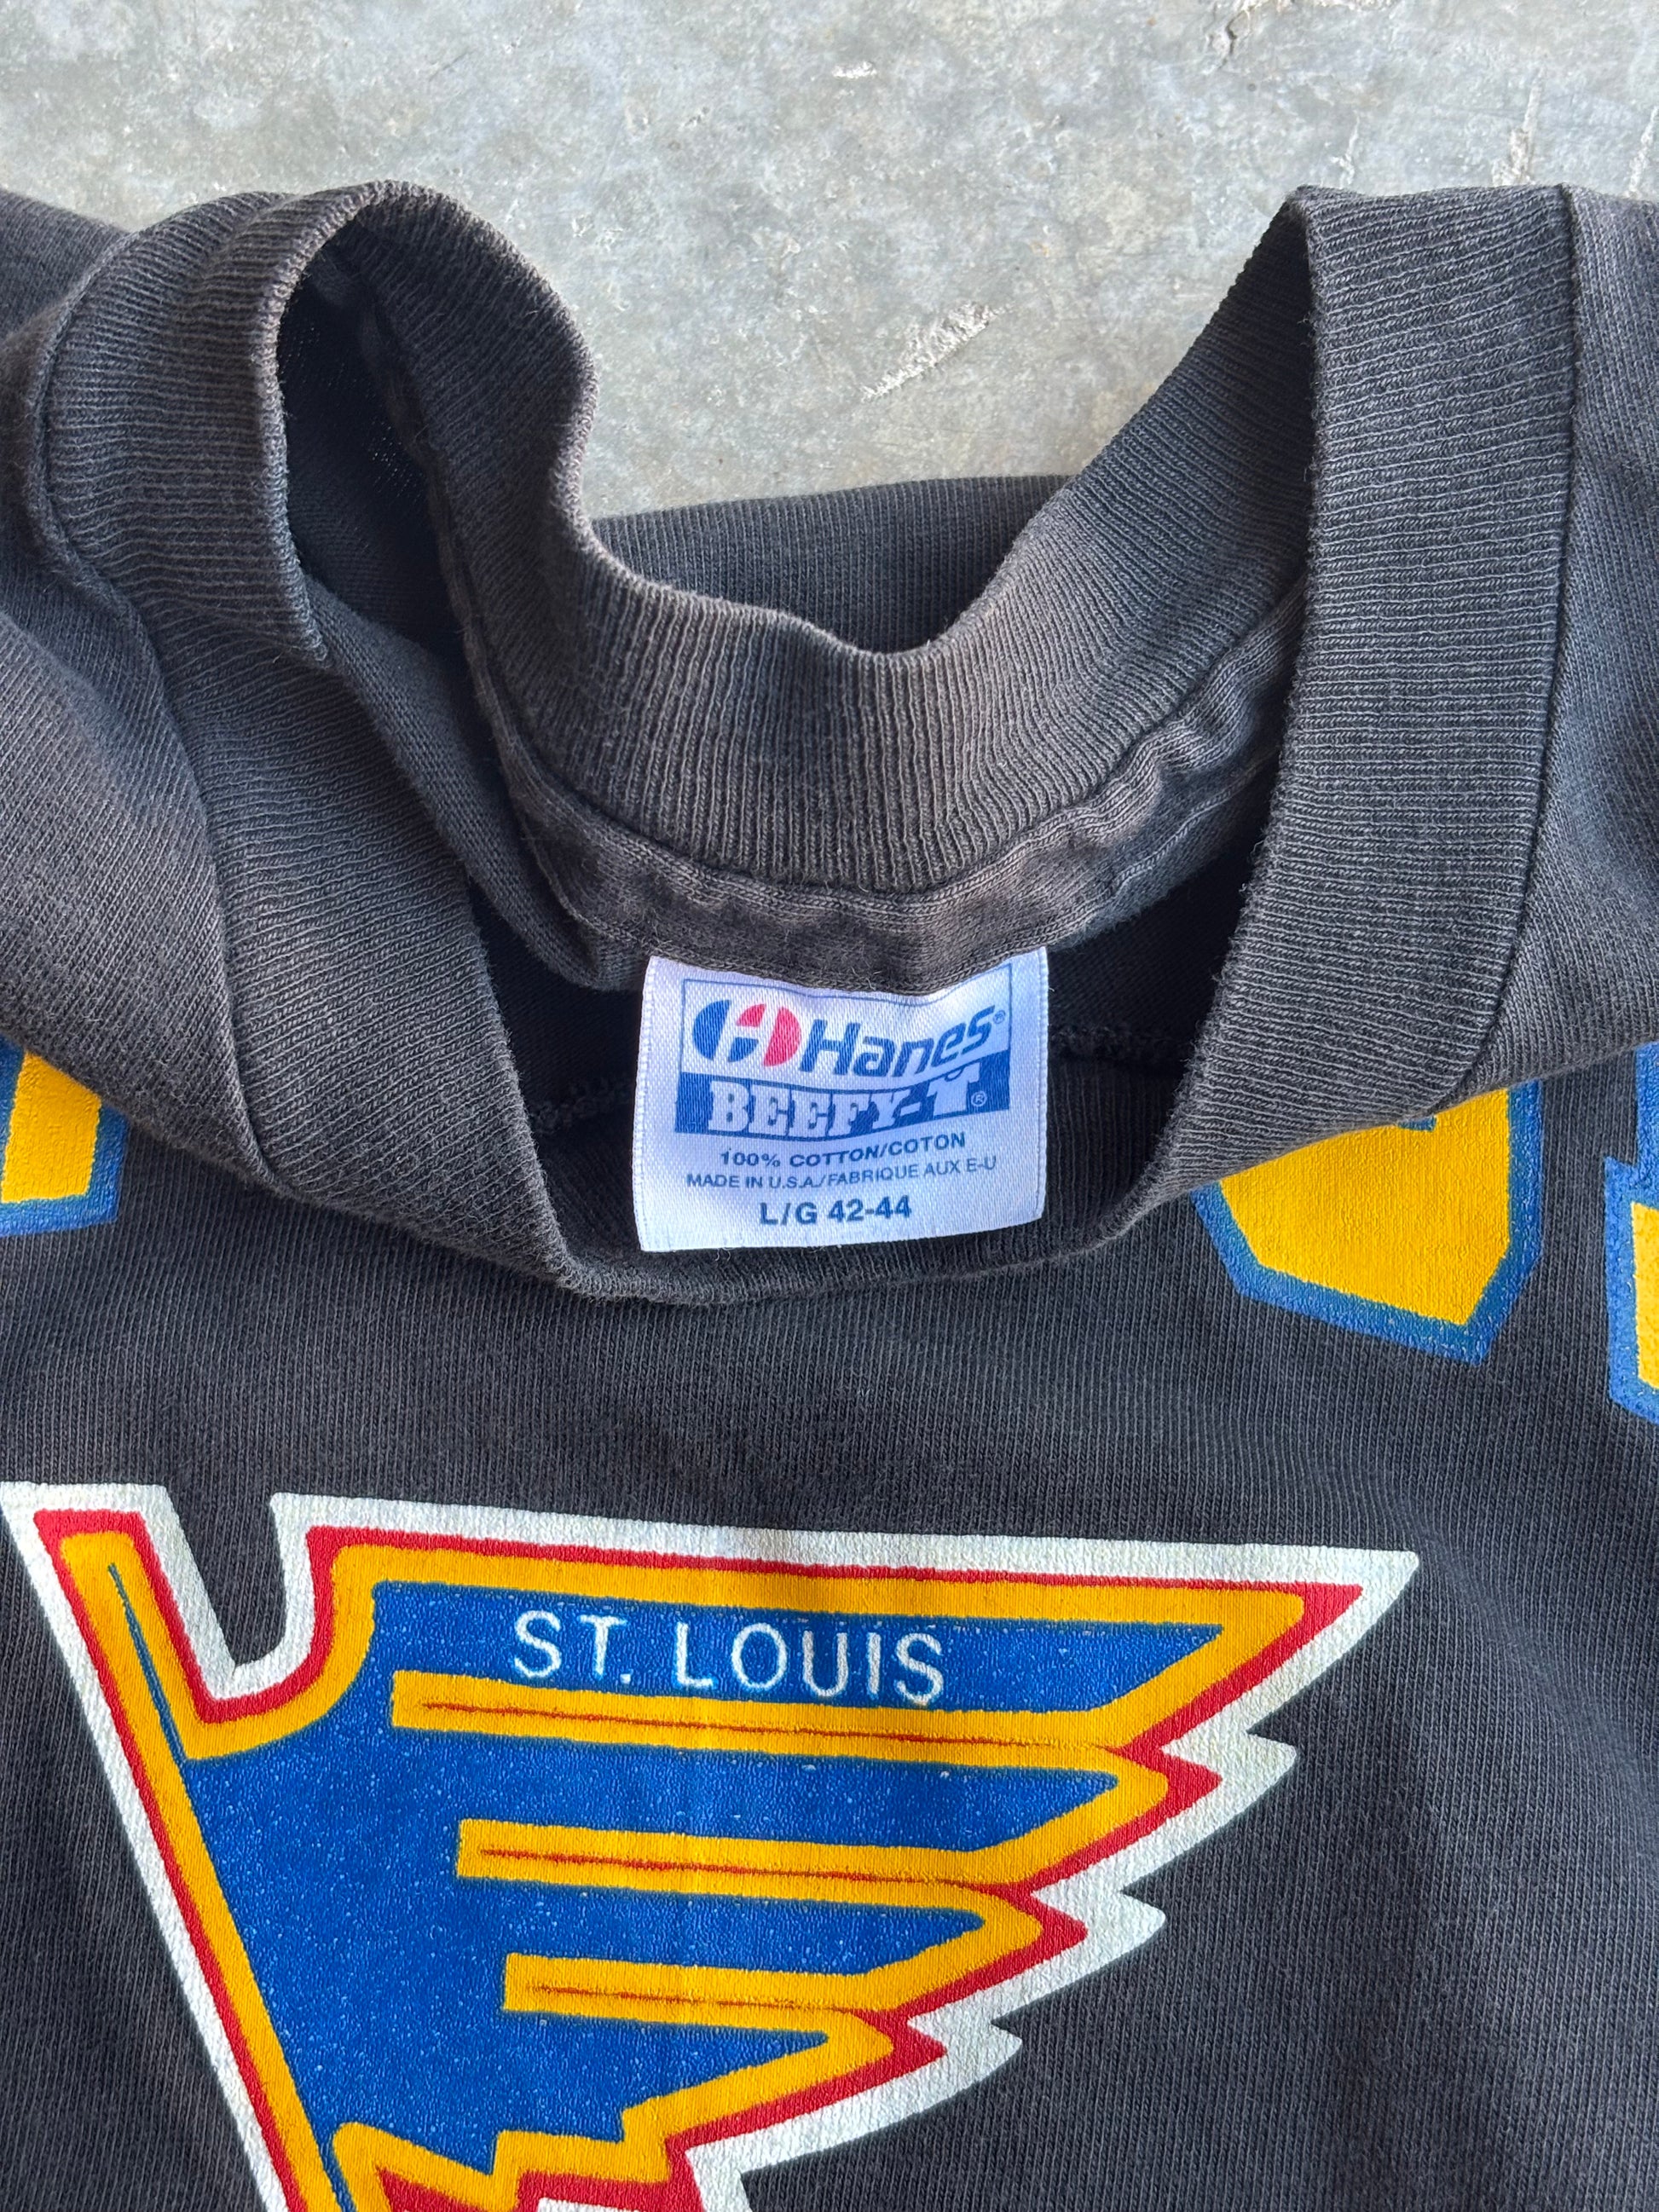 Hanes®
BEEFY-T®
100% COTTON/COTON
MADE IN U.S.A./FABRIQUE AUX E-U
L/G 42-44
ST. LOUIS